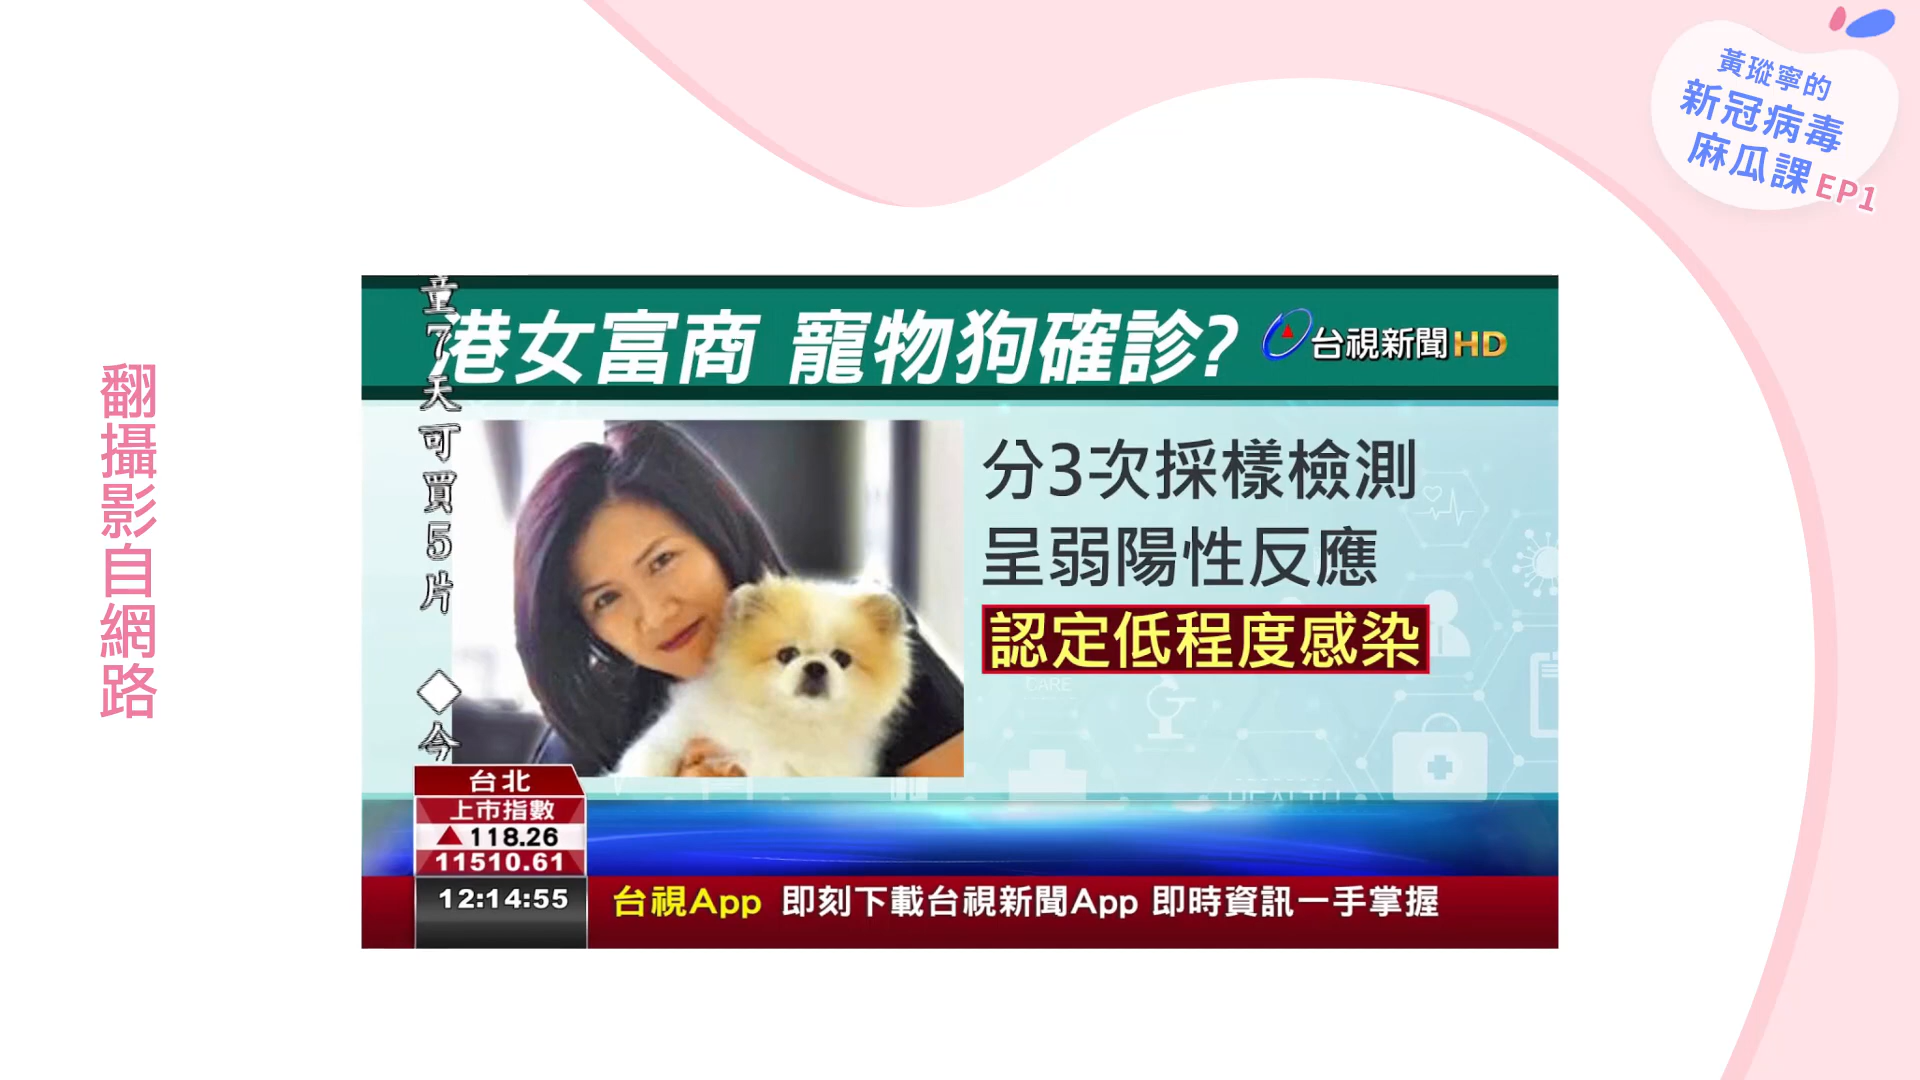 黃瑽寧的
新冠病毒
麻瓜課 EP1
翻攝影自網路
港女富商 寵物狗確診?
台視新聞HD
童7天可買5片 ◆今
分3次採樣檢測
呈弱陽性反應
認定低程度感染
CARE
HEALTH
台北
上市指數
▲118.26
11510.61
12:14:55
台視App 即刻下載台視新聞App 即時資訊一手掌握